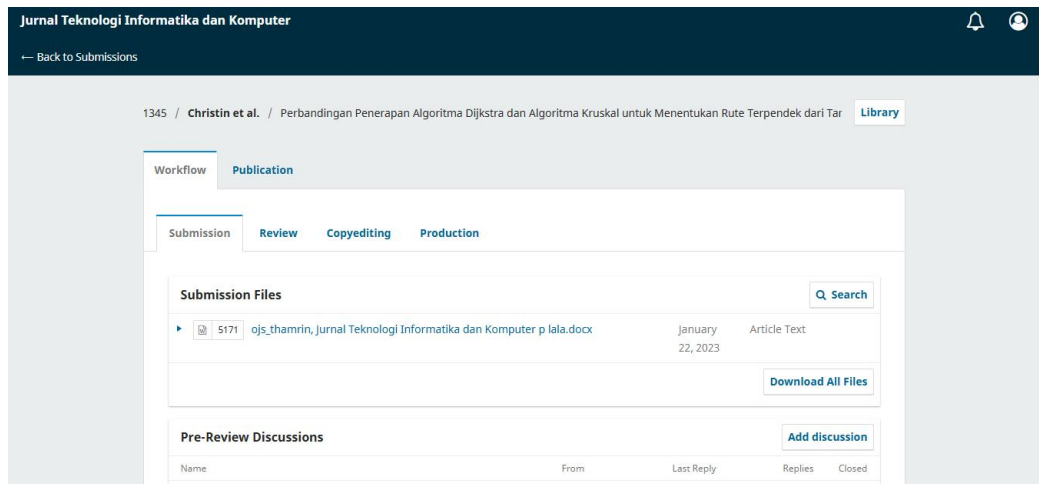 Jurnal Teknologi Informatika dan Komputer
← Back to Submissions
1345 / Christin et al. / Perbandingan Penerapan Algoritma Dijkstra dan Algoritma Kruskal untuk Menentukan Rute Terpendek dari Tar
Library
Workflow Publication
Submission Review Copyediting Production
Submission Files Search
5171 ojs_thamrin, Jurnal Teknologi Informatika dan Komputer p lala.docx January 22, 2023 Article Text
Download All Files
Pre-Review Discussions Add discussion
Name From Last Reply Replies Closed